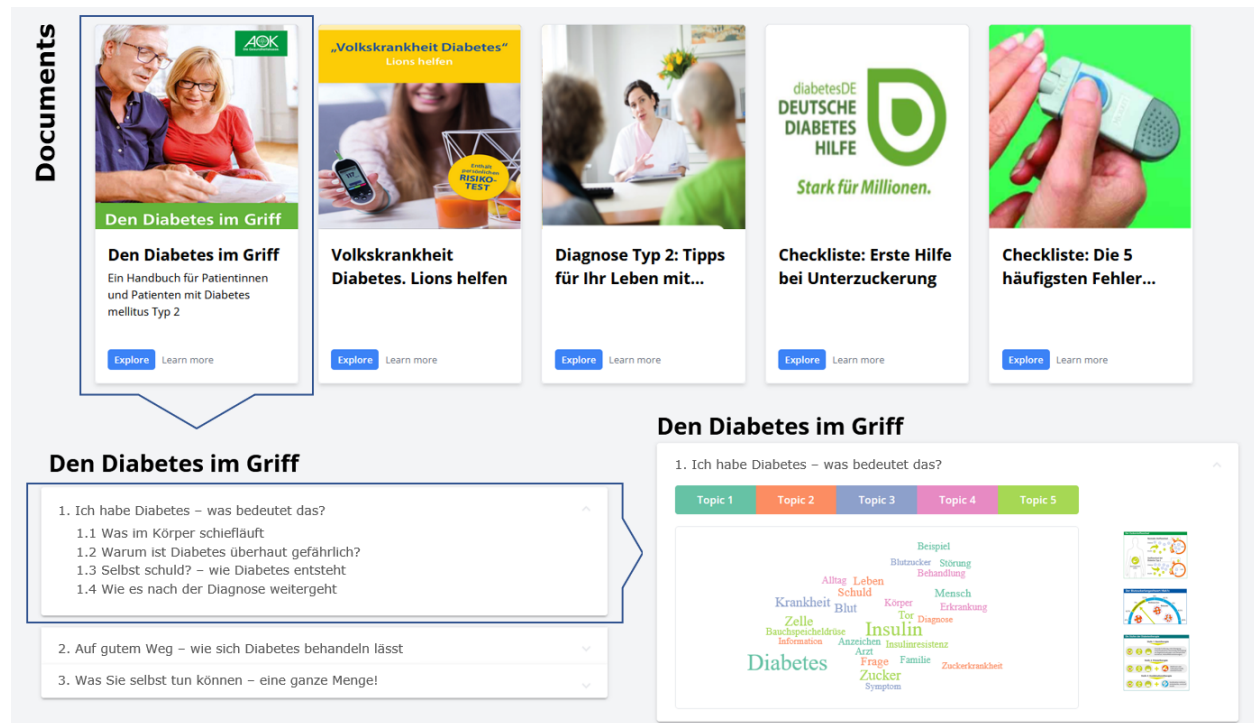 Documents
AOK
Die Gesundheitskasse.
Den Diabetes im Griff
Den Diabetes im Griff
Ein Handbuch für Patientinnen
und Patienten mit Diabetes
mellitus Typ 2
Explore Learn more
„Volkskrankheit Diabetes“
Lions helfen
Enthält
persönlichen
RISIKO-
TEST
Volkskrankheit
Diabetes. Lions helfen
Explore Learn more
Diagnose Typ 2: Tipps
für Ihr Leben mit...
Explore Learn more
diabetesDE
DEUTSCHE
DIABETES
HILFE
Stark für Millionen.
Checkliste: Erste Hilfe
bei Unterzuckerung
Explore Learn more
Checkliste: Die 5
häufigsten Fehler...
Explore Learn more
Den Diabetes im Griff
1. Ich habe Diabetes – was bedeutet das?
1.1 Was im Körper schiefläuft
1.2 Warum ist Diabetes überhaut gefährlich?
1.3 Selbst schuld? – wie Diabetes entsteht
1.4 Wie es nach der Diagnose weitergeht
2. Auf gutem Weg – wie sich Diabetes behandeln lässt
3. Was Sie selbst tun können – eine ganze Menge!
Den Diabetes im Griff
1. Ich habe Diabetes – was bedeutet das?
Topic 1 Topic 2 Topic 3 Topic 4 Topic 5
Beispiel
Blutzucker Störung
Behandlung
Alltag Leben
Schuld Mensch
Krankheit Blut Körper Erkrankung
Zelle Tor Diagnose
Bauchspeicheldrüse Insulin
Information Anzeichen Insulinresistenz
Arzt
Diabetes Frage Familie Zuckerkrankheit
Zucker
Symptom